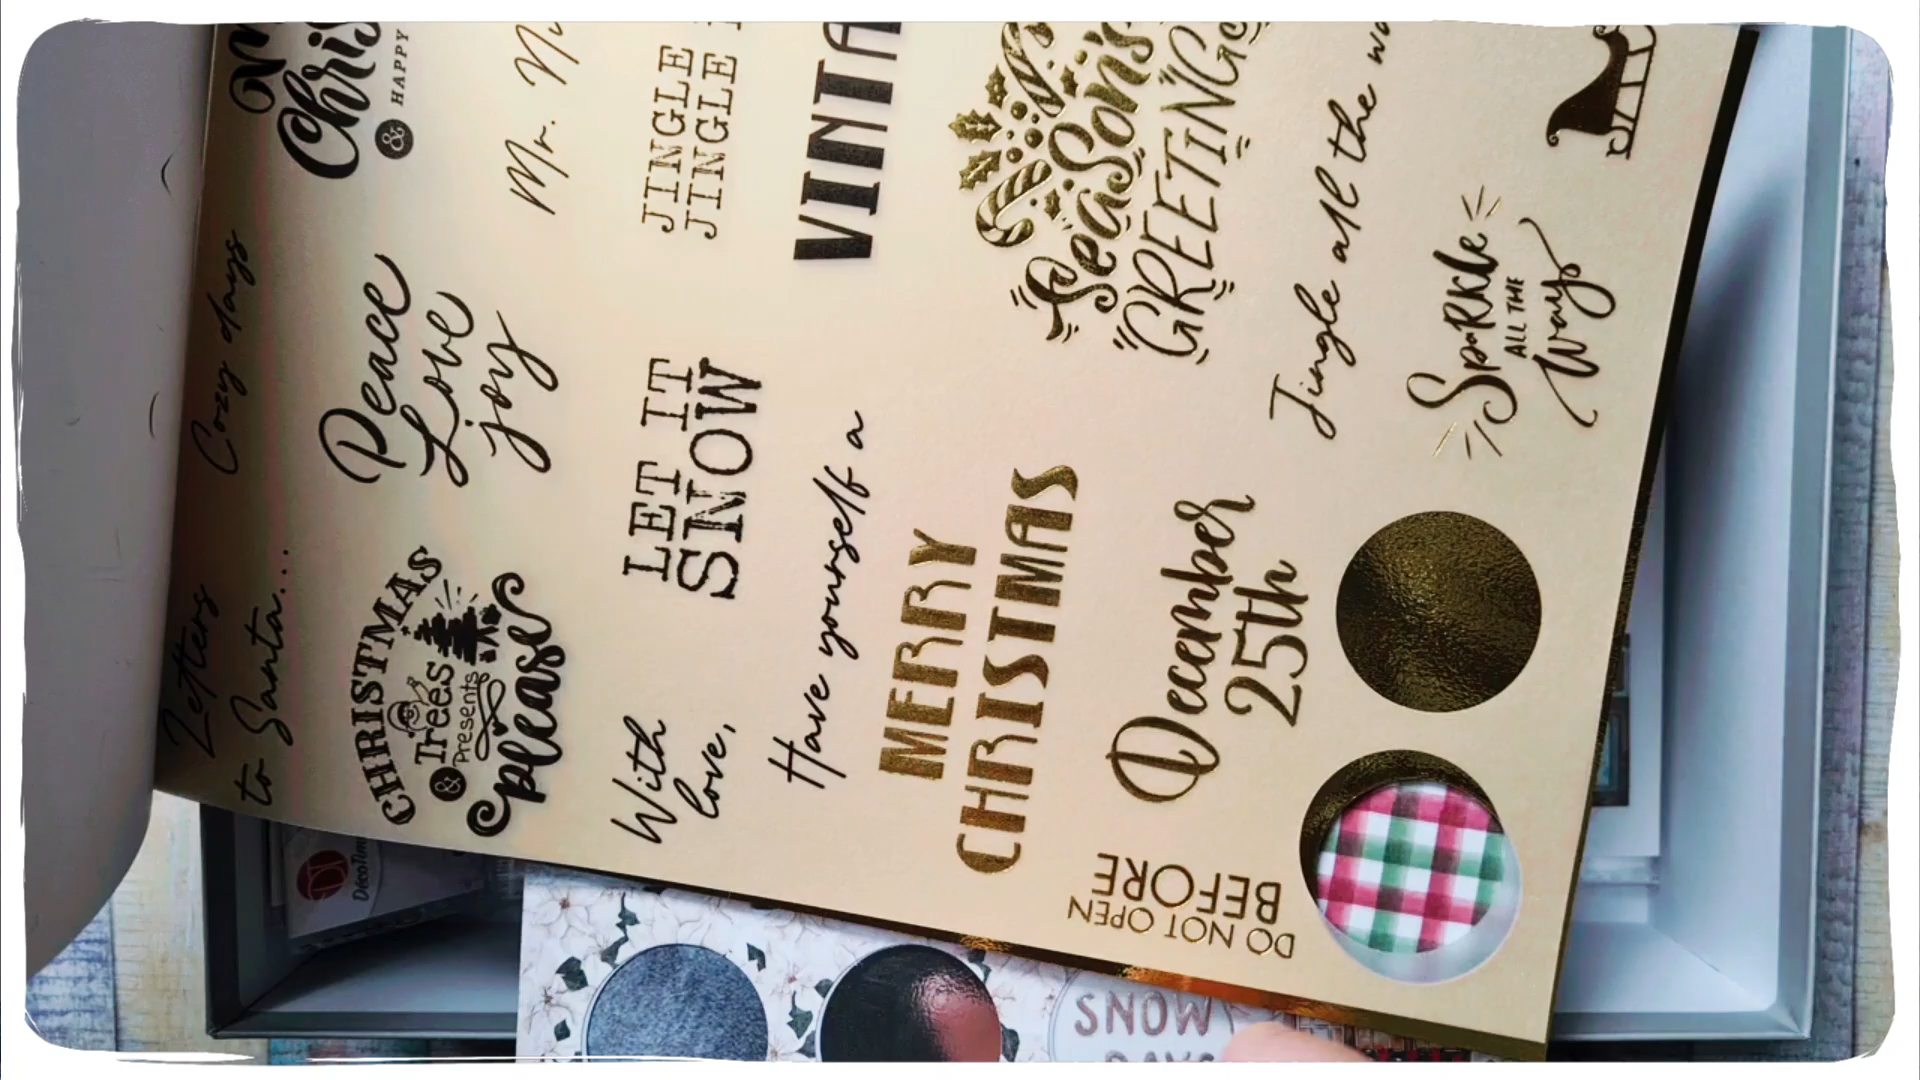 Cozy days
Letters
to Santa...
& HAPPY
Peace
Love
joy
CHRISTMAS
Trees
& Presents
please
Mr.
JINGLE
JINGLE
LET IT
SNOW
With
love,
Have yourself a
MERRY
CHRISTMAS
Season's
GREETINGS
Jingle all the
December
25th
Sparkle
ALL THE
Way
DO NOT OPEN
BEFORE
SNOW
DAYS